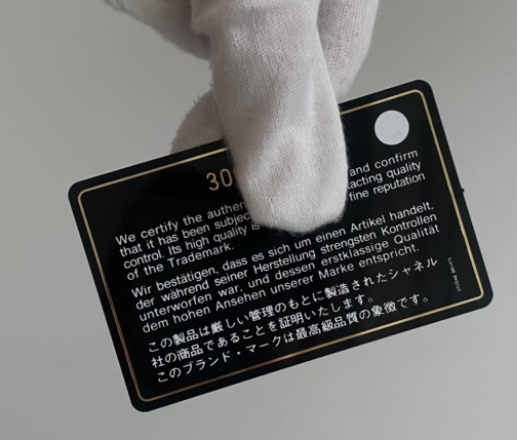 30
We certify the authen and confirm
that it has been subjec acting quality
control. Its high quality is fine reputation
of the Trademark.
Wir bestätigen, dass es sich um einen Artikel handelt,
der während seiner Herstellung strengsten Kontrollen
unterworfen war, und dessen erstklassige Qualität
dem hohen Ansehen unserer Marke entspricht.
この製品は厳しい管理のもとに製造されたシャネル
社の商品であることを証明いたします。
このブランド・マークは最高級品質の象徴です。